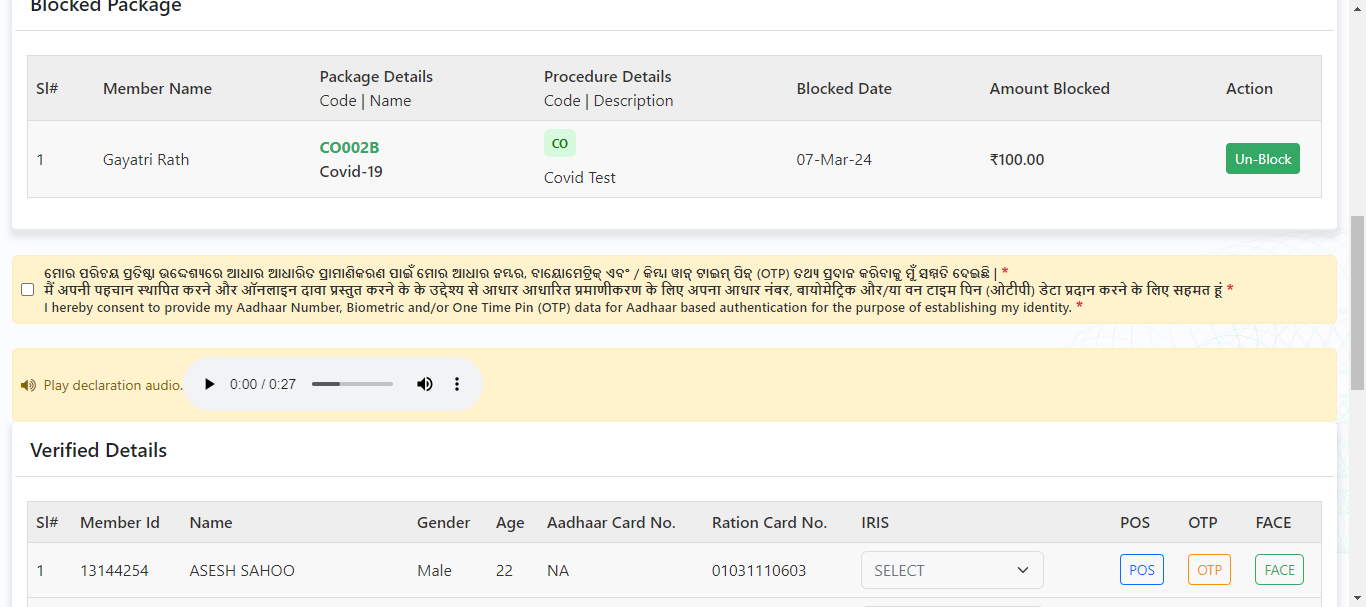 Blocked Package
Sl# Member Name Package Details Code | Name Procedure Details Code | Description Blocked Date Amount Blocked Action
1 Gayatri Rath CO002B Covid-19 CO Covid Test 07-Mar-24 ₹100.00 Un-Block
ମୋର ପରିଚୟ ପ୍ରତିଷ୍ଠା ଉଦ୍ଦେଶ୍ୟରେ ଆଧାର ଆଧାରିତ ପ୍ରାମାଣିକରଣ ପାଇଁ ମୋର ଆଧାର ନମ୍ବର, ବାୟୋମେଟ୍ରିକ୍ ଏବଂ / କିମ୍ବା ୱାନ୍ ଟାଇମ୍ ପିନ୍ (OTP) ତଥ୍ୟ ପ୍ରଦାନ କରିବାକୁ ମୁଁ ସମ୍ମତି ଦେଇଛି | *
मैं अपनी पहचान स्थापित करने और ऑनलाइन दावा प्रस्तुत करने के के उद्देश्य से आधार आधारित प्रमाणीकरण के लिए अपना आधार नंबर, बायोमेट्रिक और/या वन टाइम पिन (ओटीपी) डेटा प्रदान करने के लिए सहमत हूं *
I hereby consent to provide my Aadhaar Number, Biometric and/or One Time Pin (OTP) data for Aadhaar based authentication for the purpose of establishing my identity. *
Play declaration audio. 0:00 / 0:27
Verified Details
Sl# Member Id Name Gender Age Aadhaar Card No. Ration Card No. IRIS POS OTP FACE
1 13144254 ASESH SAHOO Male 22 NA 01031110603 SELECT POS OTP FACE